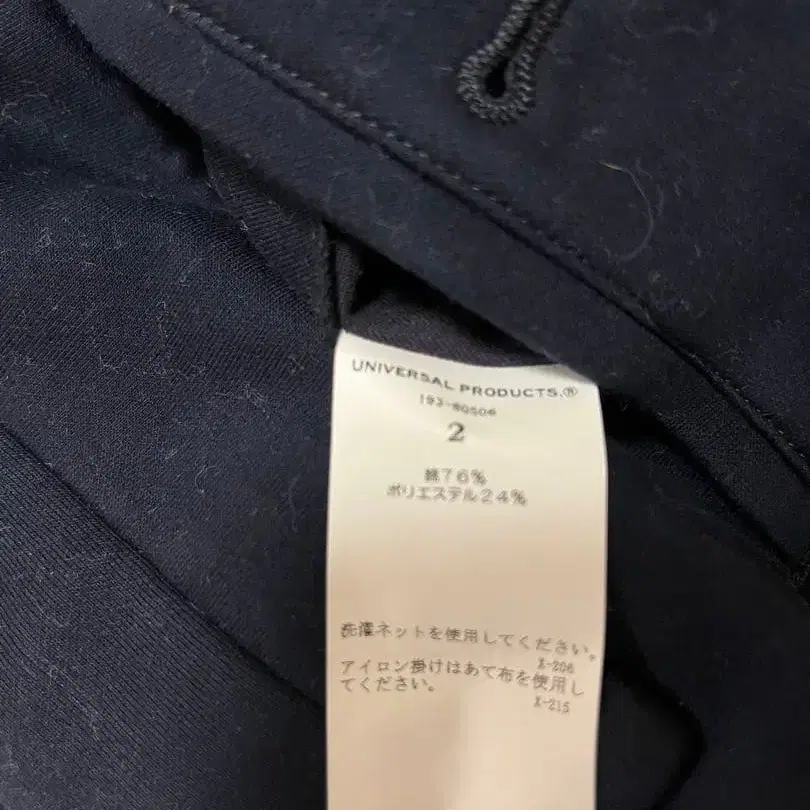 UNIVERSAL PRODUCTS.®
193-60506
2
綿76%
ポリエステル24%
洗濯ネットを使用してください。
X-206
アイロン掛けはあて布を使用し
てください。
X-215